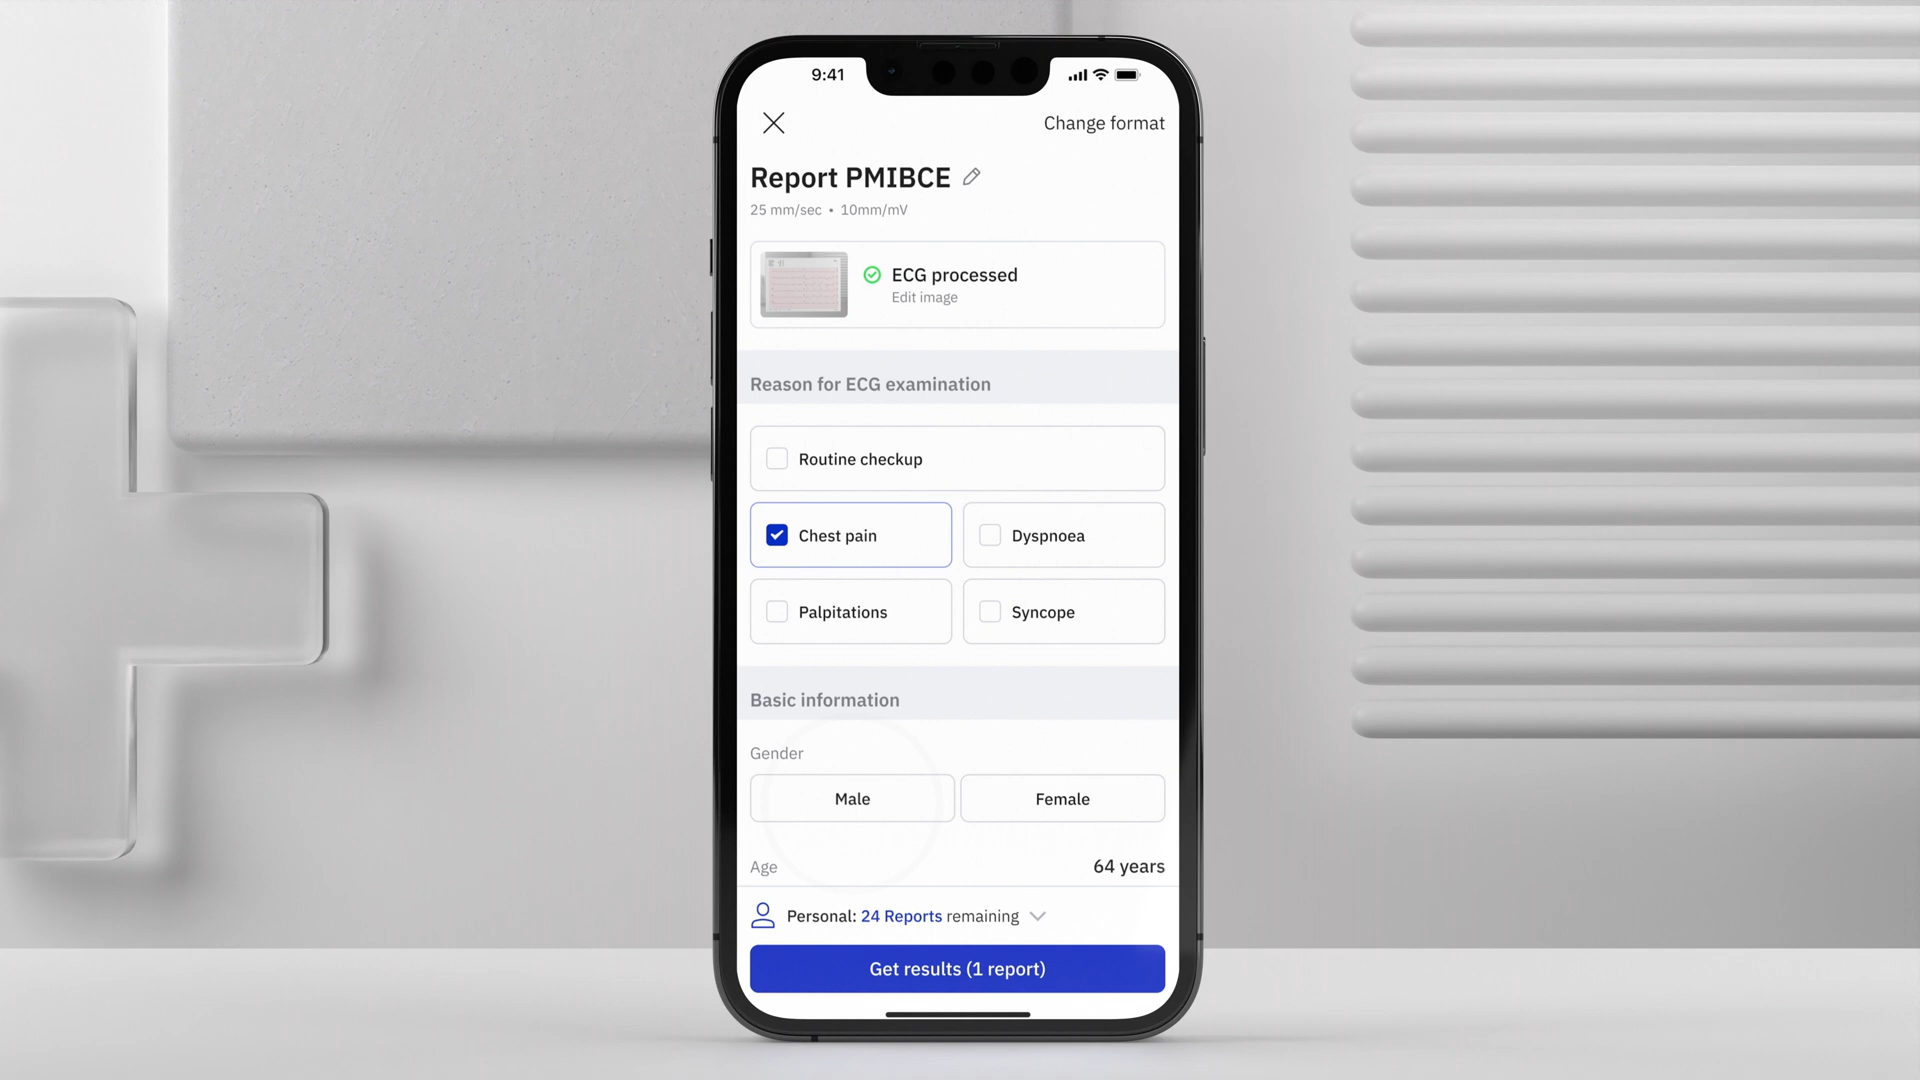 9:41
Change format
Report PMIBCE
25 mm/sec • 10mm/mV
ECG processed
Edit image
Reason for ECG examination
Routine checkup
Chest pain
Dyspnoea
Palpitations
Syncope
Basic information
Gender
Male
Female
Age
64 years
Personal: 24 Reports remaining
Get results (1 report)